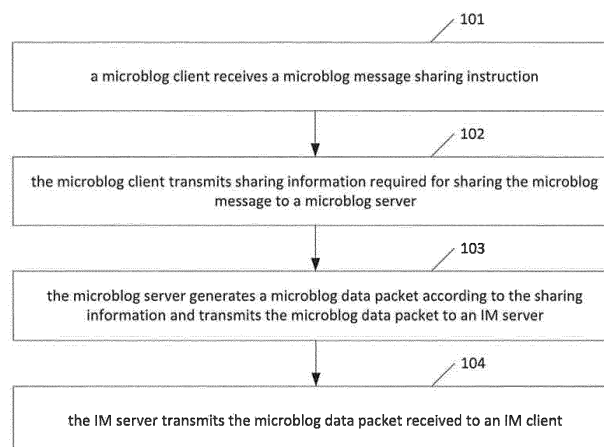 101
a microblog client receives a microblog message sharing instruction
102
the microblog client transmits sharing information required for sharing the microblog
message to a microblog server
103
the microblog server generates a microblog data packet according to the sharing
information and transmits the microblog data packet to an IM server
104
the IM server transmits the microblog data packet received to an IM client